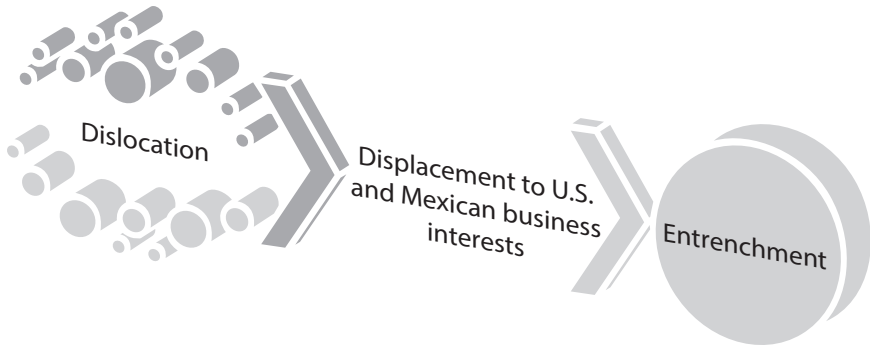 Dislocation
Displacement to U.S.
and Mexican business
interests
Entrenchment